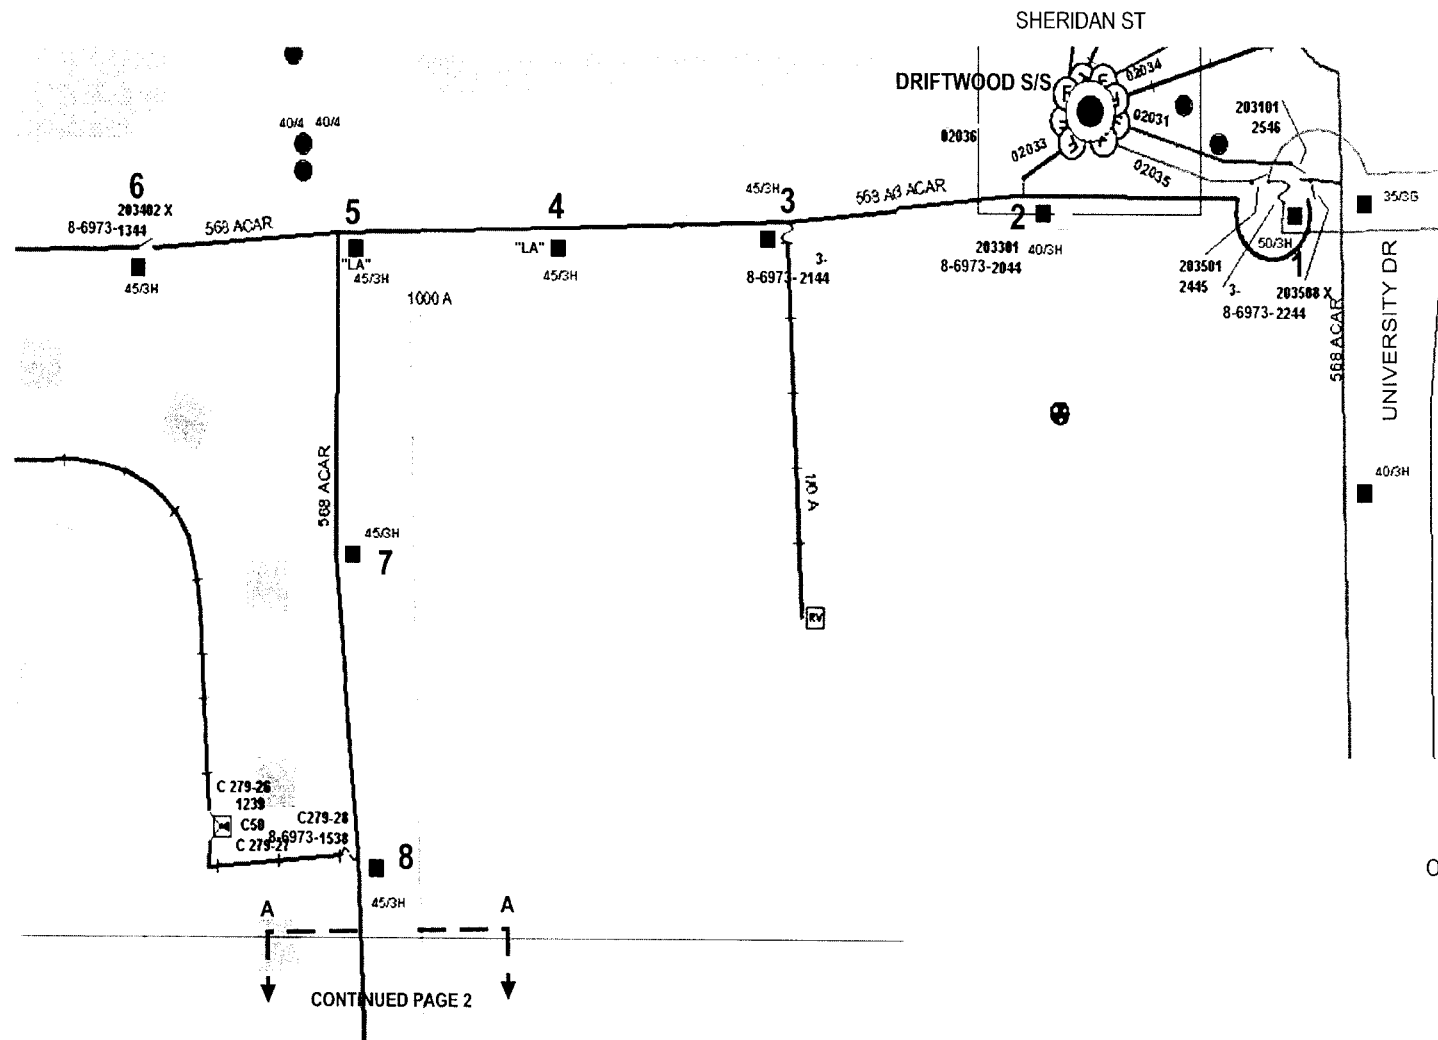 SHERIDAN ST
DRIFTWOOD S/S
02034
02036
02033
02031
02035
203101
2546
40/4 40/4
6
203402 X
8-6973-1344
45/3H
568 ACAR
5
"LA"
45/3H
1000 A
4
"LA"
45/3H
45/3H
3
3-
8-6973-2144
2
203301
40/3H
8-6973-2044
50/3H
1
203501
2445
3-
8-6973-2244
203508 X
35/3G
UNIVERSITY DR
568 ACAR
40/3H
568 ACAR
45/3H
7
1/0 A
RV
C 279-26
1239
C50
C 279-27
C279-28
8-6973-1538
8
45/3H
A
A
CONTINUED PAGE 2